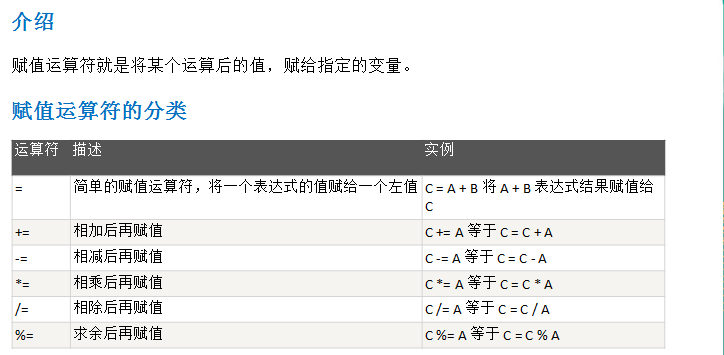 介绍
赋值运算符就是将某个运算后的值，赋给指定的变量。
赋值运算符的分类
运算符 描述 实例
= 简单的赋值运算符，将一个表达式的值赋给一个左值 C = A + B 将 A + B 表达式结果赋值给
C
+= 相加后再赋值 C += A 等于 C = C + A
-= 相减后再赋值 C -= A 等于 C = C - A
*= 相乘后再赋值 C *= A 等于 C = C * A
/= 相除后再赋值 C /= A 等于 C = C / A
%= 求余后再赋值 C %= A 等于 C = C % A